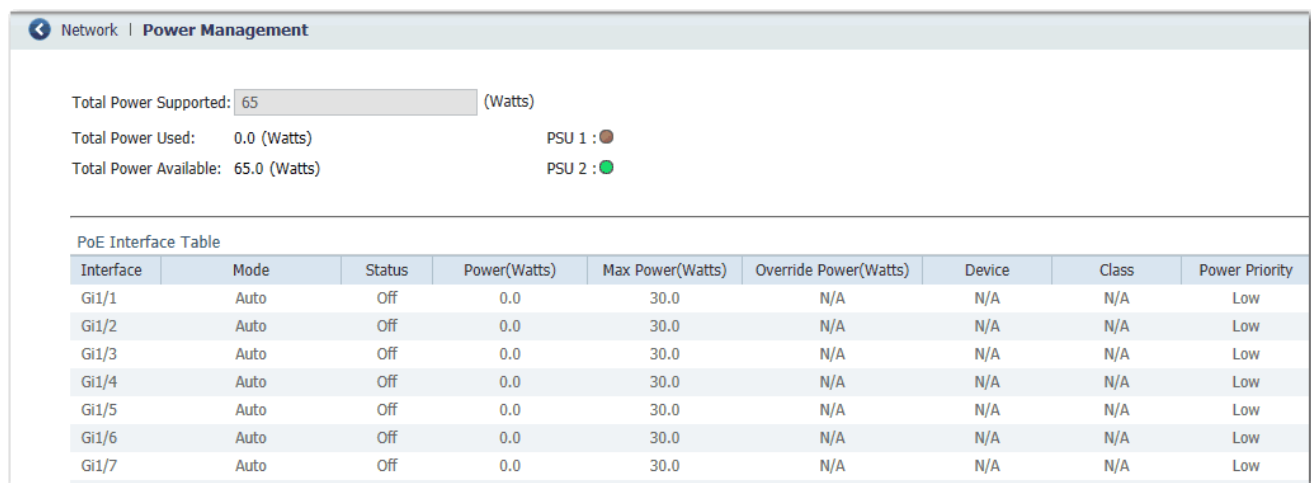 Network | Power Management
Total Power Supported: 65 (Watts)
Total Power Used: 0.0 (Watts) PSU 1 :
Total Power Available: 65.0 (Watts) PSU 2 :
PoE Interface Table
Interface Mode Status Power(Watts) Max Power(Watts) Override Power(Watts) Device Class Power Priority
Gi1/1 Auto Off 0.0 30.0 N/A N/A N/A Low
Gi1/2 Auto Off 0.0 30.0 N/A N/A N/A Low
Gi1/3 Auto Off 0.0 30.0 N/A N/A N/A Low
Gi1/4 Auto Off 0.0 30.0 N/A N/A N/A Low
Gi1/5 Auto Off 0.0 30.0 N/A N/A N/A Low
Gi1/6 Auto Off 0.0 30.0 N/A N/A N/A Low
Gi1/7 Auto Off 0.0 30.0 N/A N/A N/A Low